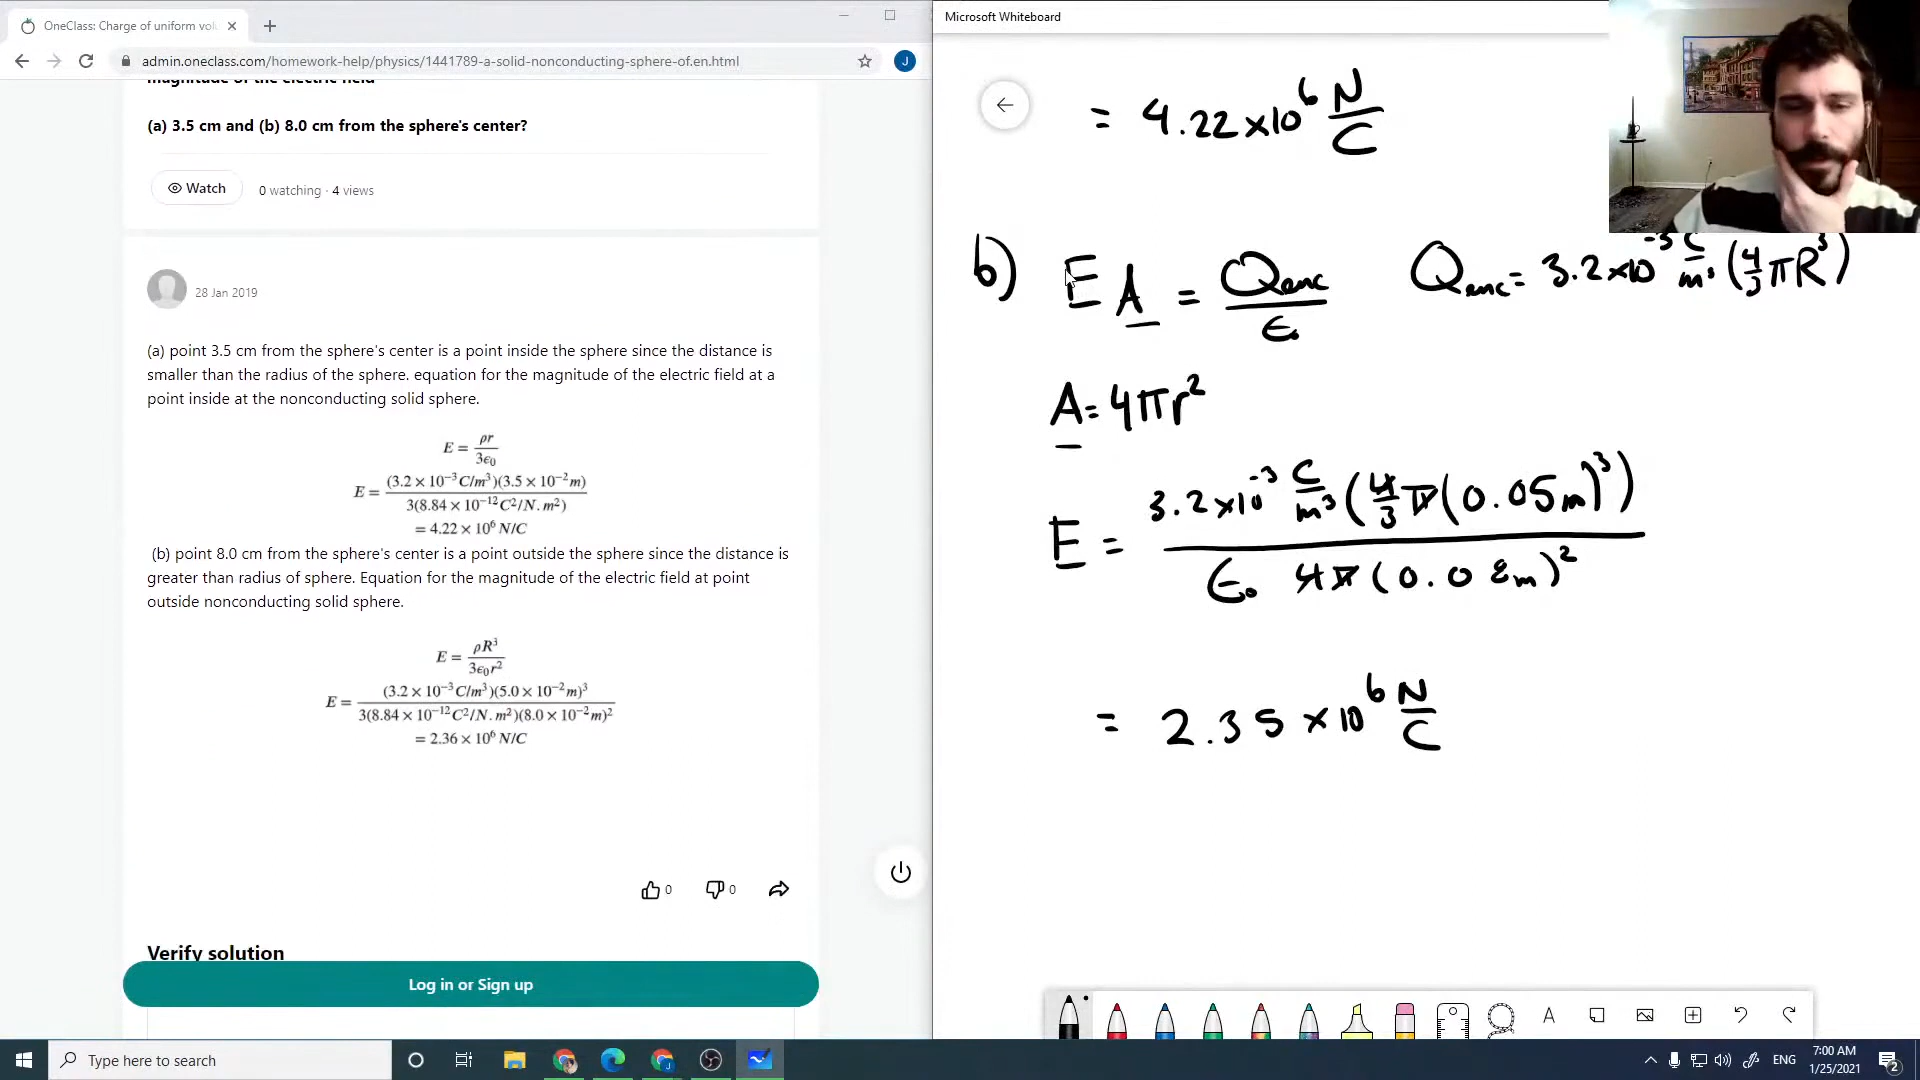 OneClass: Charge of uniform vol
admin.oneclass.com/homework-help/physics/1441789-a-solid-nonconducting-sphere-of.en.html
J
magnitude of the electric field
(a) 3.5 cm and (b) 8.0 cm from the sphere's center?
Watch 0 watching · 4 views
28 Jan 2019
(a) point 3.5 cm from the sphere's center is a point inside the sphere since the distance is
smaller than the radius of the sphere. equation for the magnitude of the electric field at a
point inside at the nonconducting solid sphere.
E = ρr / 3ϵ₀
E = (3.2 × 10⁻³ C/m³)(3.5 × 10⁻² m) / 3(8.84 × 10⁻¹² C²/N. m²)
= 4.22 × 10⁶ N/C
(b) point 8.0 cm from the sphere's center is a point outside the sphere since the distance is
greater than radius of sphere. Equation for the magnitude of the electric field at point
outside nonconducting solid sphere.
E = ρR³ / 3ϵ₀r²
E = (3.2 × 10⁻³ C/m³)(5.0 × 10⁻² m)³ / 3(8.84 × 10⁻¹² C²/N. m²)(8.0 × 10⁻² m)²
= 2.36 × 10⁶ N/C
0 0
Verify solution
Log in or Sign up
Microsoft Whiteboard
= 4.22×10⁶ N/C
b) E A = Qenc / ϵ₀ Qenc = 3.2×10⁻³ C/m³ (4/3 πR³)
A = 4πr²
E = 3.2×10⁻³ C/m³ (4/3 π(0.05m)³) / ϵ₀ 4π(0.08m)²
= 2.35 ×10⁶ N/C
A
Type here to search
ENG
7:00 AM
1/25/2021
2